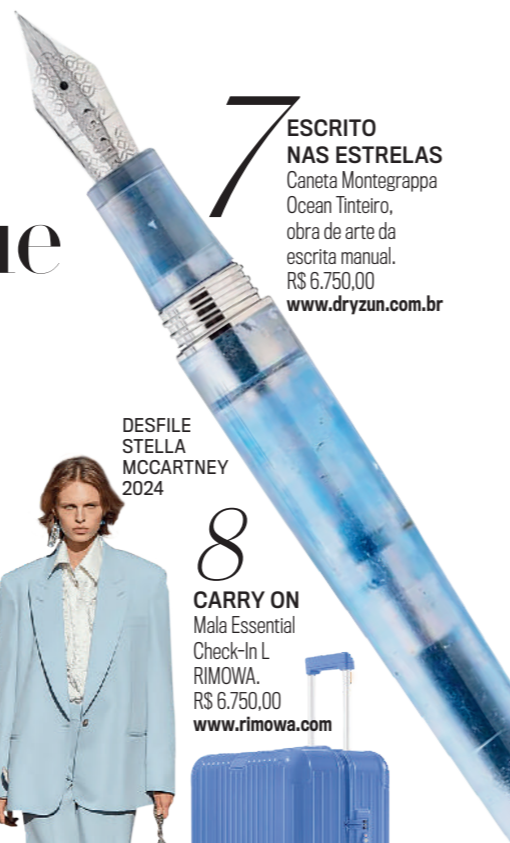 7
ESCRITO
NAS ESTRELAS
Caneta Montegrappa
Ocean Tinteiro,
obra de arte da
escrita manual.
R$ 6.750,00
www.dryzun.com.br
ue
DESFILE
STELLA
MCCARTNEY
2024
8
CARRY ON
Mala Essential
Check-In L
RIMOWA.
R$ 6.750,00
www.rimowa.com